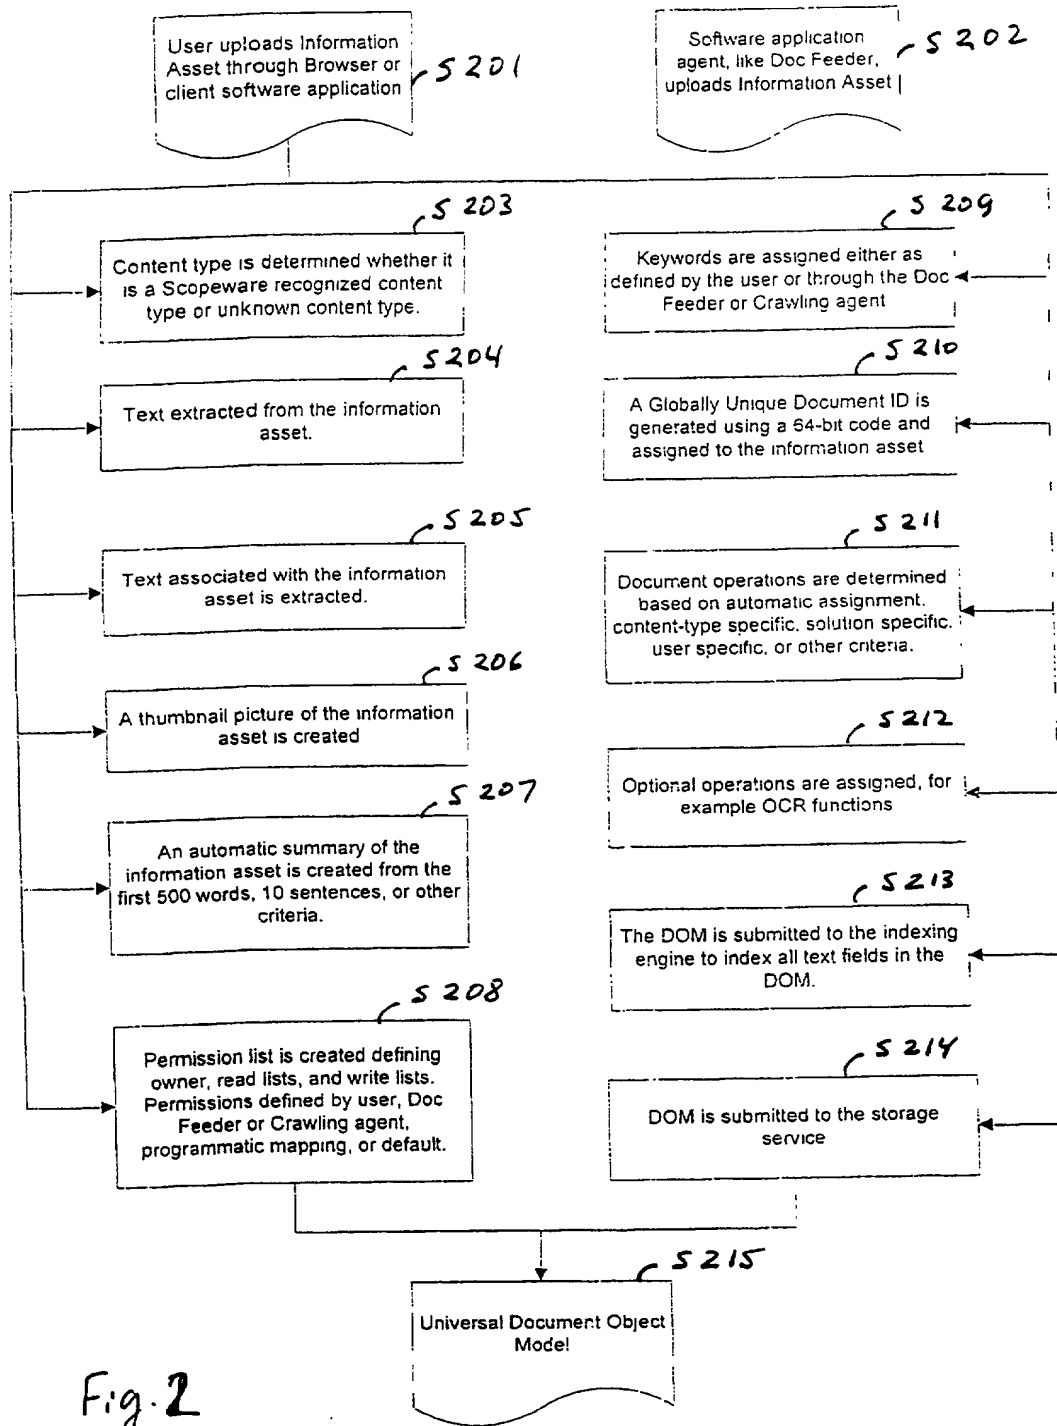 User uploads Information
Asset through Browser or
client software application
S201
Software application
agent, like Doc Feeder,
uploads Information Asset
S202
S203
Content type is determined whether it
is a Scopeware recognized content
type or unknown content type.
S204
Text extracted from the information
asset.
S205
Text associated with the information
asset is extracted.
S206
A thumbnail picture of the information
asset is created
S207
An automatic summary of the
information asset is created from the
first 500 words, 10 sentences, or other
criteria.
S208
Permission list is created defining
owner, read lists, and write lists.
Permissions defined by user, Doc
Feeder or Crawling agent,
programmatic mapping, or default.
S209
Keywords are assigned either as
defined by the user or through the Doc
Feeder or Crawling agent
S210
A Globally Unique Document ID is
generated using a 64-bit code and
assigned to the information asset
S211
Document operations are determined
based on automatic assignment,
content-type specific, solution specific,
user specific, or other criteria.
S212
Optional operations are assigned, for
example OCR functions
S213
The DOM is submitted to the indexing
engine to index all text fields in the
DOM.
S214
DOM is submitted to the storage
service
S215
Universal Document Object
Model
Fig. 2